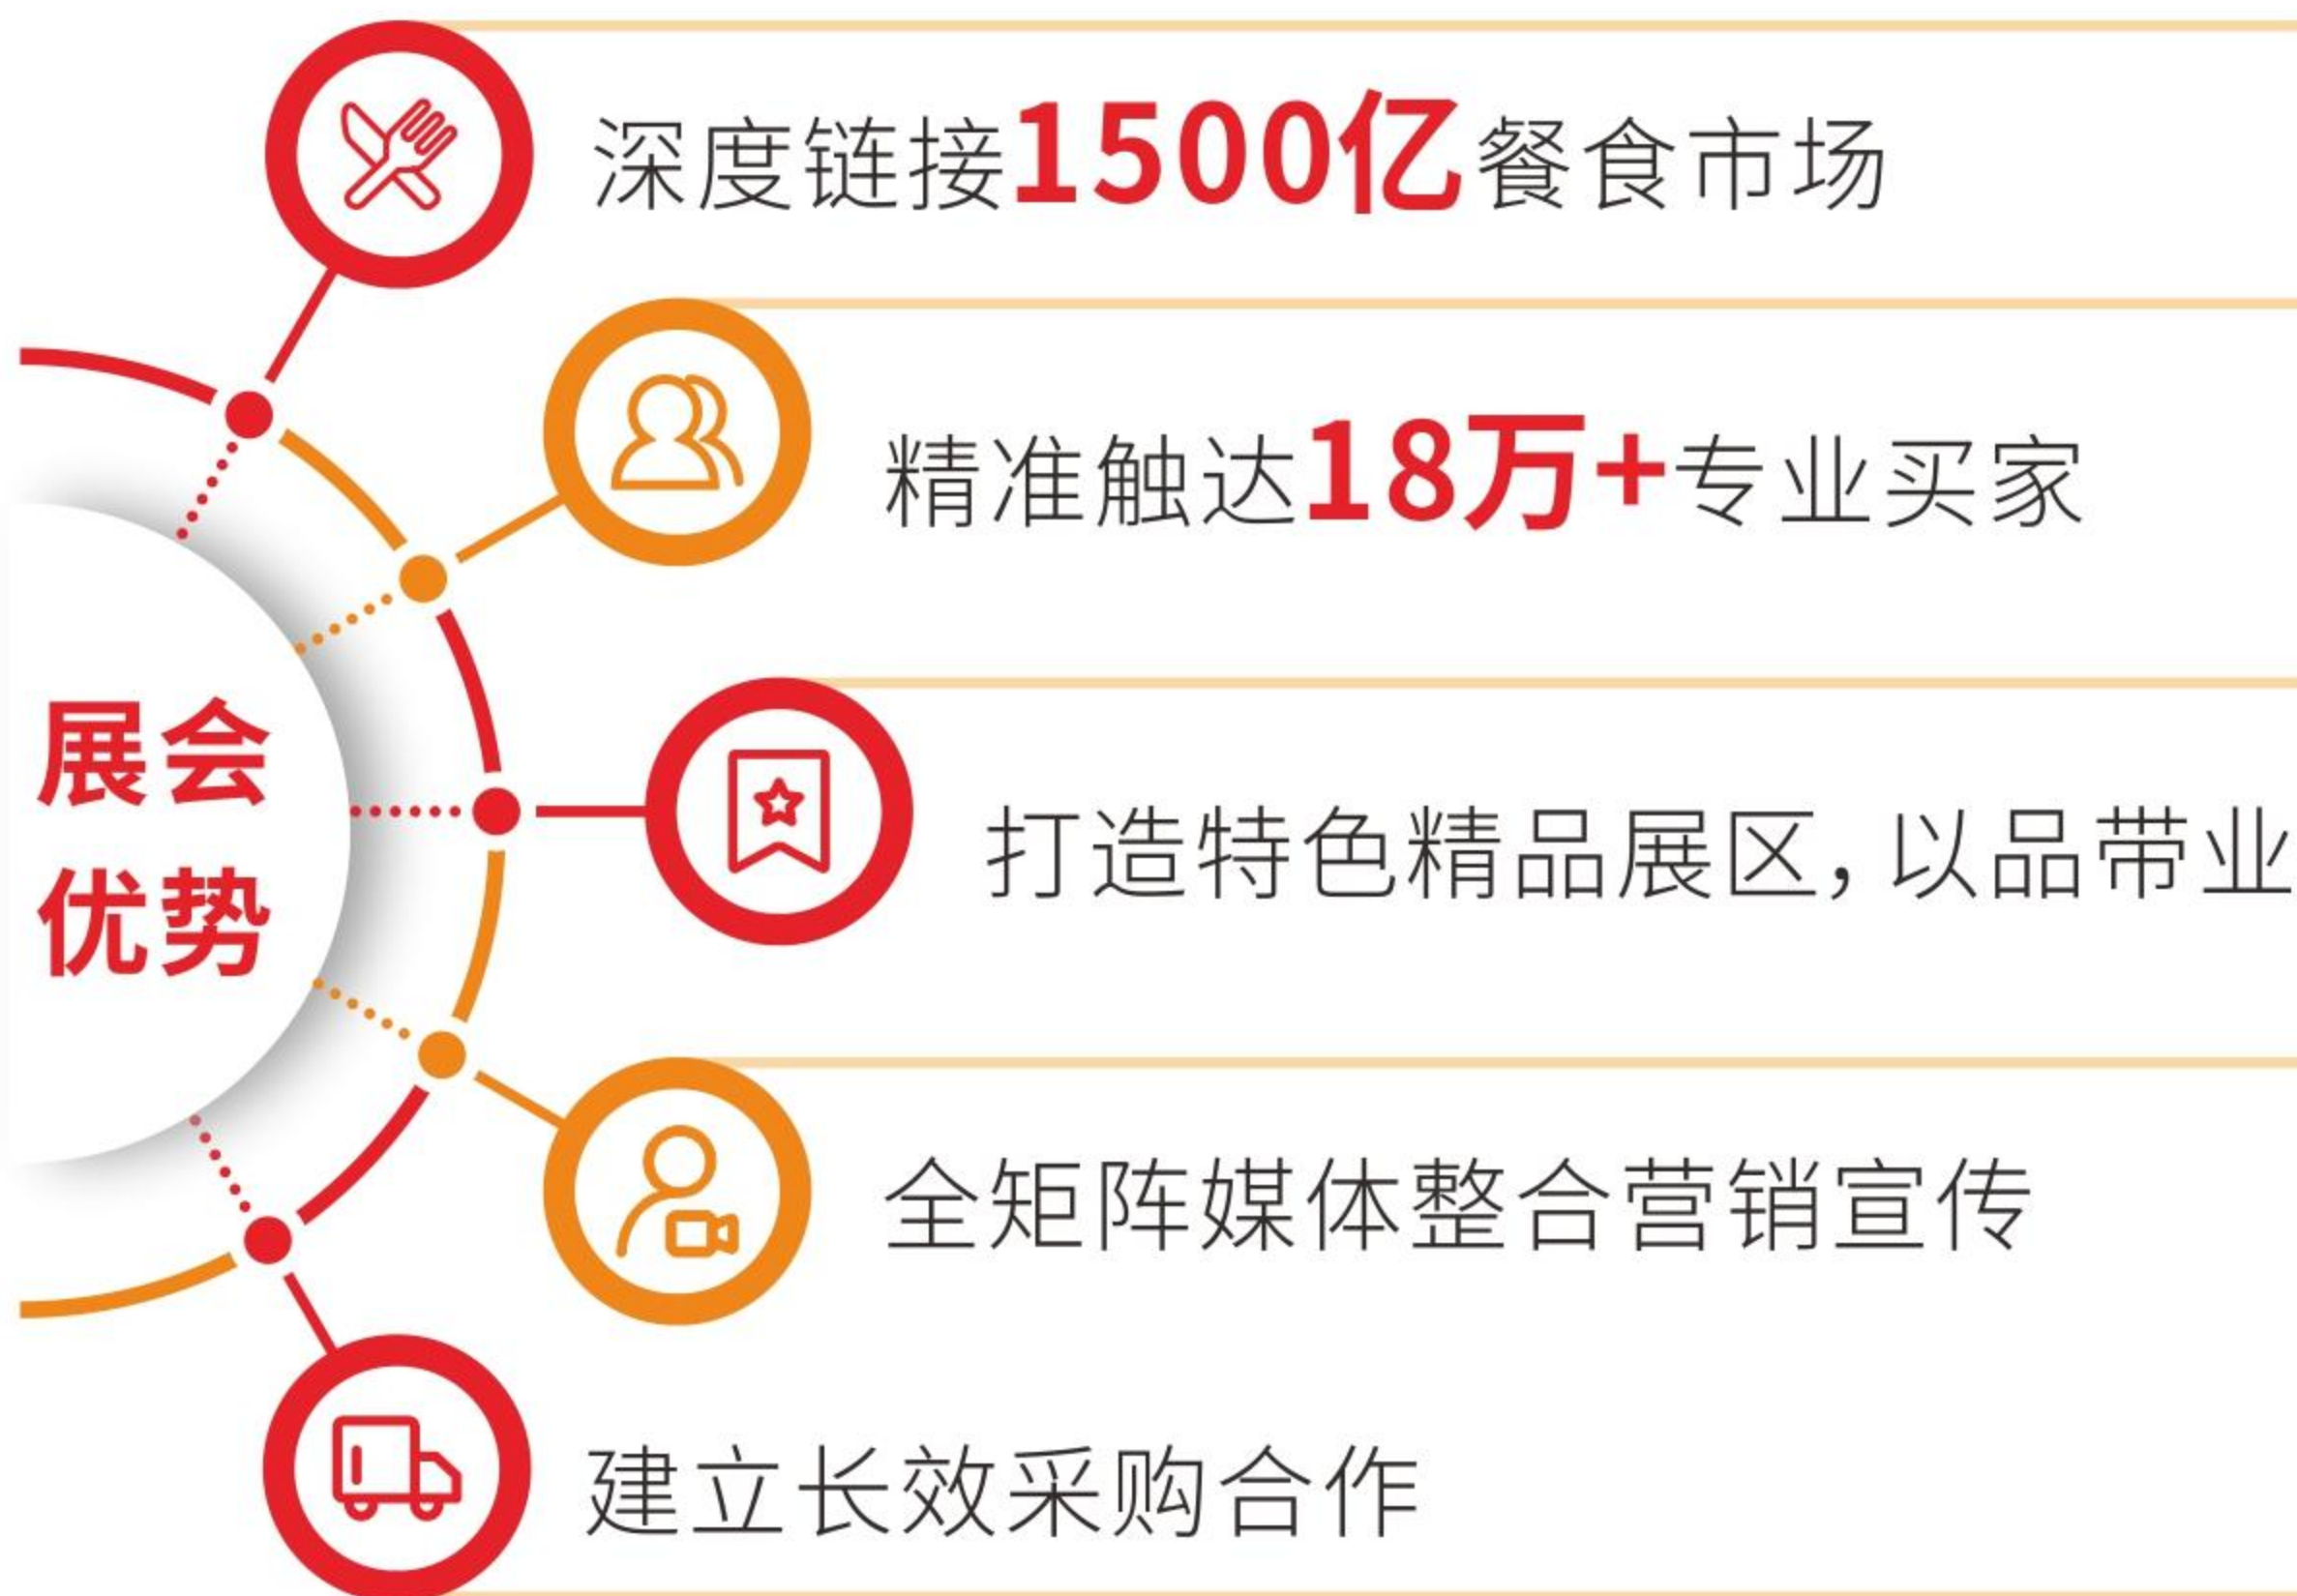 展会
优势
深度链接1500亿餐食市场
精准触达18万+专业买家
打造特色精品展区，以品带业
全矩阵媒体整合营销宣传
建立长效采购合作